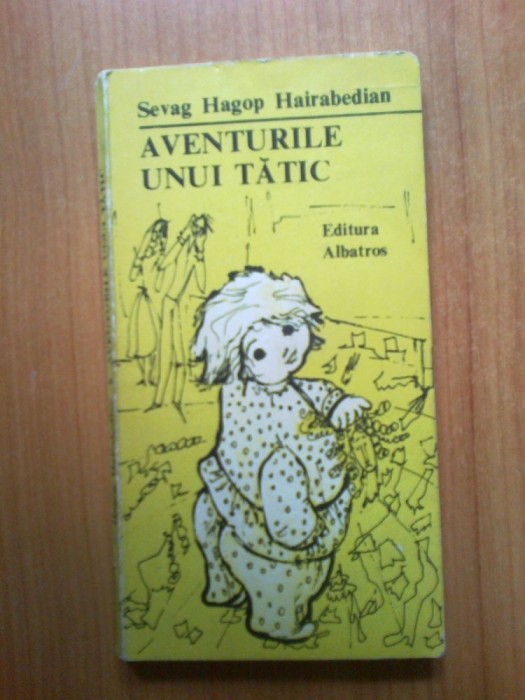 Sevag Hagop Hairabedian
AVENTURILE
UNUI TĂTIC
Editura
Albatros